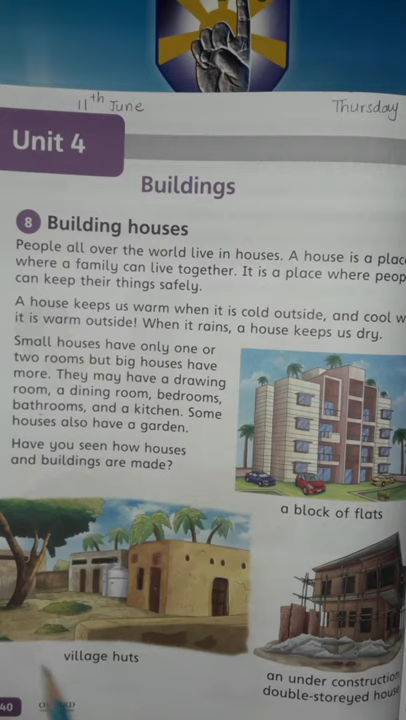 11th June Thursday
Unit 4
Buildings
8 Building houses
People all over the world live in houses. A house is a
where a family can live together. It is a place where
can keep their things safely.
A house keeps us warm when it is cold outside, and cool
it is warm outside! When it rains, a house keeps us dry.
Small houses have only one or
two rooms but big houses have
more. They may have a drawing
room, a dining room, bedrooms,
bathrooms, and a kitchen. Some
houses also have a garden.
Have you seen how houses
and buildings are made?
a block of flats
village huts
an under construction
double-storeyed house
40